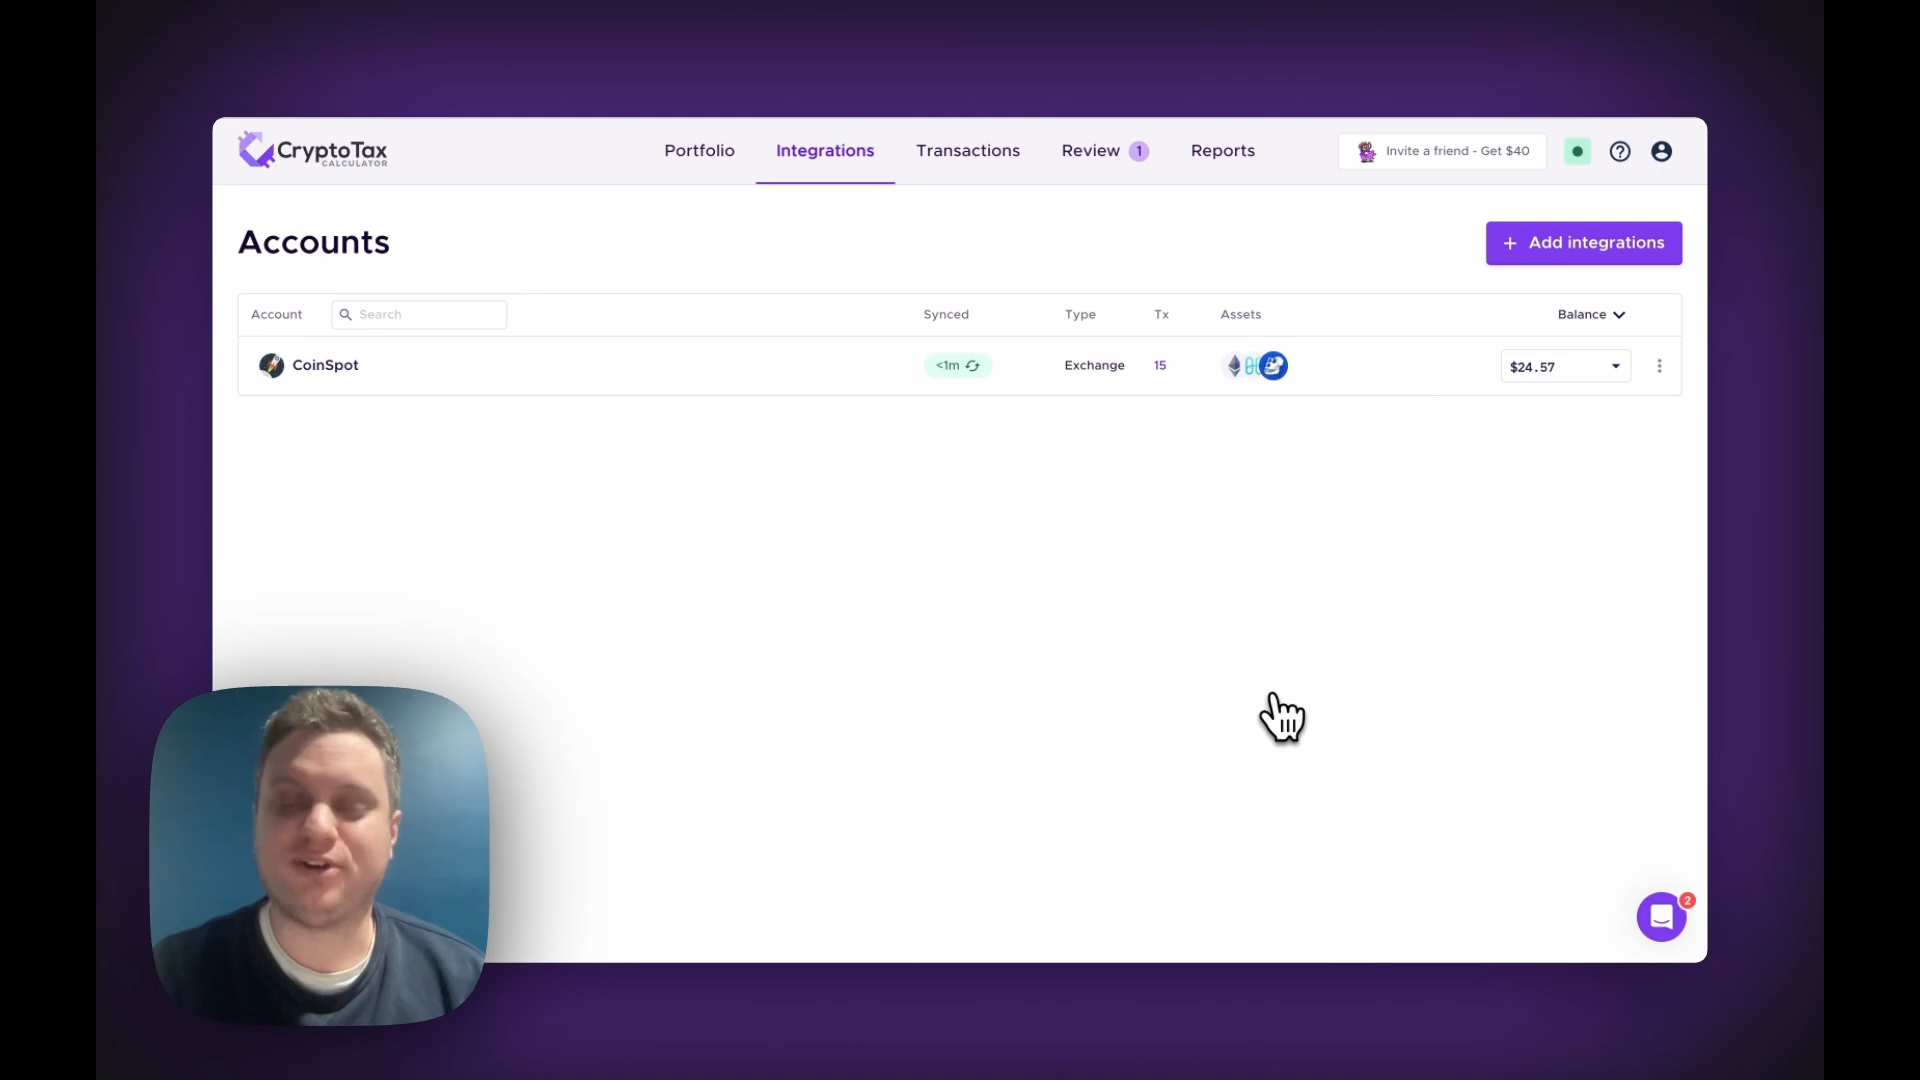 CryptoTax
CALCULATOR
Portfolio
Integrations
Transactions
Review 1
Reports
Invite a friend - Get $40
Accounts
+ Add integrations
Account
Search
Synced
Type
Tx
Assets
Balance
CoinSpot
<1m
Exchange
15
$24.57
2